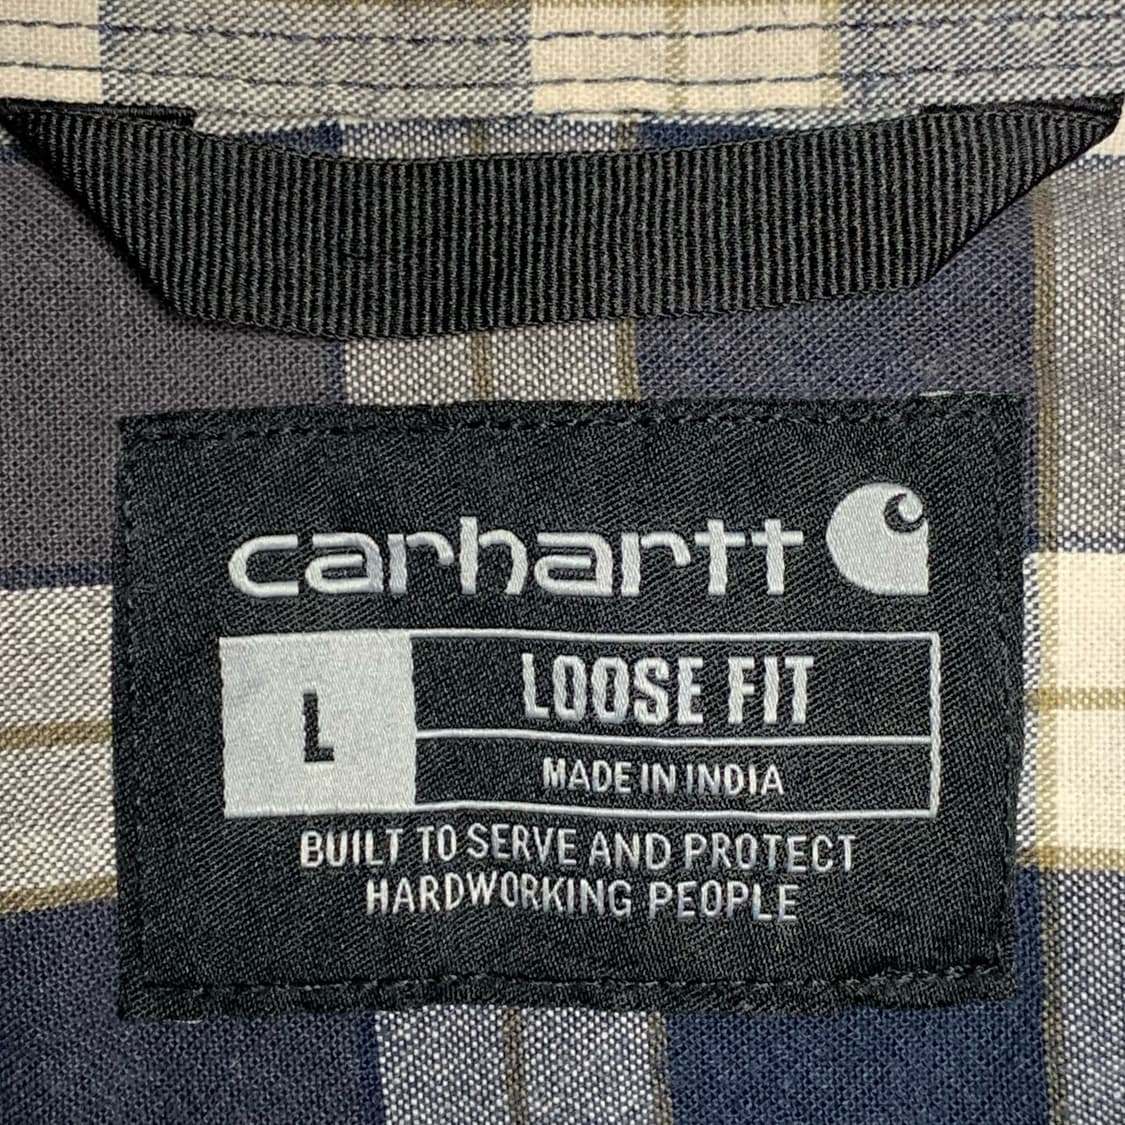 carhartt
L
LOOSE FIT
MADE IN INDIA
BUILT TO SERVE AND PROTECT
HARDWORKING PEOPLE